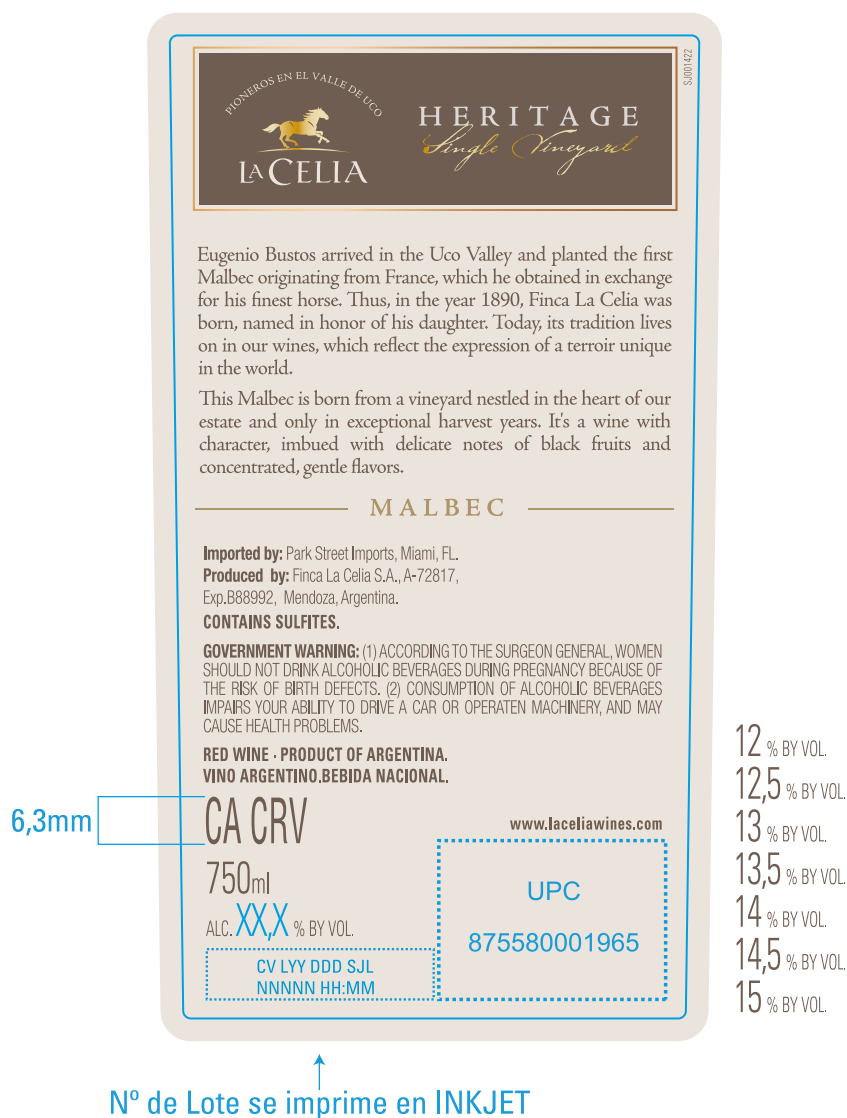 SJ001422
PIONEROS EN EL VALLE DE UCO
LA CELIA
HERITAGE
Single Vineyard
Eugenio Bustos arrived in the Uco Valley and planted the first
Malbec originating from France, which he obtained in exchange
for his finest horse. Thus, in the year 1890, Finca La Celia was
born, named in honor of his daughter. Today, its tradition lives
on in our wines, which reflect the expression of a terroir unique
in the world.
This Malbec is born from a vineyard nestled in the heart of our
estate and only in exceptional harvest years. It's a wine with
character, imbued with delicate notes of black fruits and
concentrated, gentle flavors.
MALBEC
Imported by: Park Street Imports, Miami, FL.
Produced by: Finca La Celia S.A., A-72817,
Exp.B88992, Mendoza, Argentina.
CONTAINS SULFITES.
GOVERNMENT WARNING: (1) ACCORDING TO THE SURGEON GENERAL, WOMEN
SHOULD NOT DRINK ALCOHOLIC BEVERAGES DURING PREGNANCY BECAUSE OF
THE RISK OF BIRTH DEFECTS. (2) CONSUMPTION OF ALCOHOLIC BEVERAGES
IMPAIRS YOUR ABILITY TO DRIVE A CAR OR OPERATEN MACHINERY, AND MAY
CAUSE HEALTH PROBLEMS.
RED WINE · PRODUCT OF ARGENTINA.
VINO ARGENTINO.BEBIDA NACIONAL.
6,3mm
CA CRV
www.laceliawines.com
750ml
ALC. XX,X % BY VOL.
UPC
875580001965
CV LYY DDD SJL
NNNNN HH:MM
12 % BY VOL.
12,5 % BY VOL.
13 % BY VOL.
13,5 % BY VOL.
14 % BY VOL.
14,5 % BY VOL.
15 % BY VOL.
Nº de Lote se imprime en INKJET